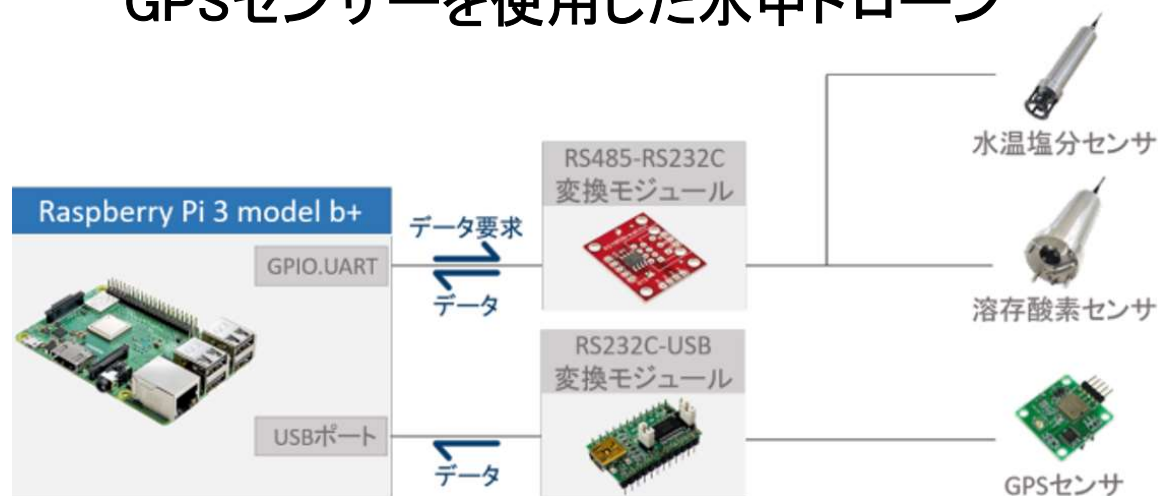 GPSセンサーを使用した水中ドローン
水温塩分センサ
RS485-RS232C
変換モジュール
Raspberry Pi 3 model b+
データ要求
GPIO.UART
データ
溶存酸素センサ
RS232C-USB
変換モジュール
USBポート
データ
GPSセンサ